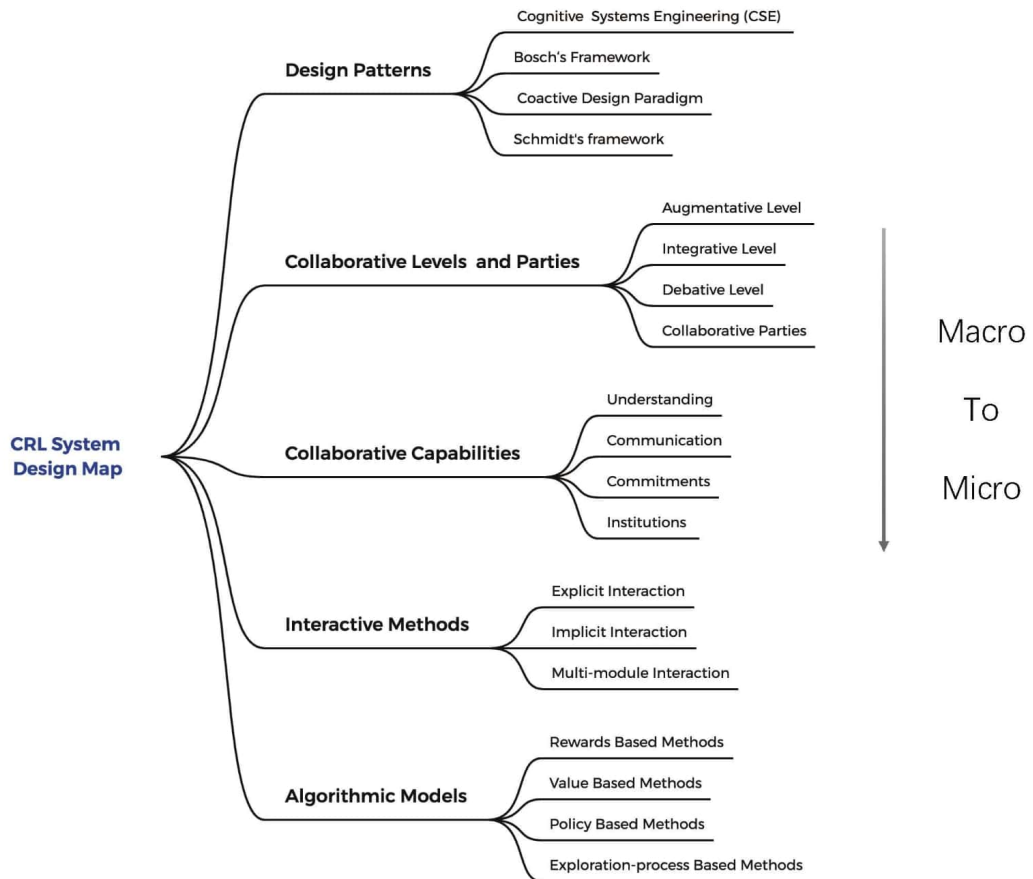 Cognitive Systems Engineering (CSE)
Design Patterns
Bosch's Framework
Coactive Design Paradigm
Schmidt's framework
Augmentative Level
Integrative Level
Collaborative Levels and Parties
Debative Level
Collaborative Parties
Macro
To
Micro
Understanding
Communication
CRL System
Design Map
Collaborative Capabilities
Commitments
Institutions
Explicit Interaction
Interactive Methods
Implicit Interaction
Multi-module Interaction
Rewards Based Methods
Value Based Methods
Algorithmic Models
Policy Based Methods
Exploration-process Based Methods